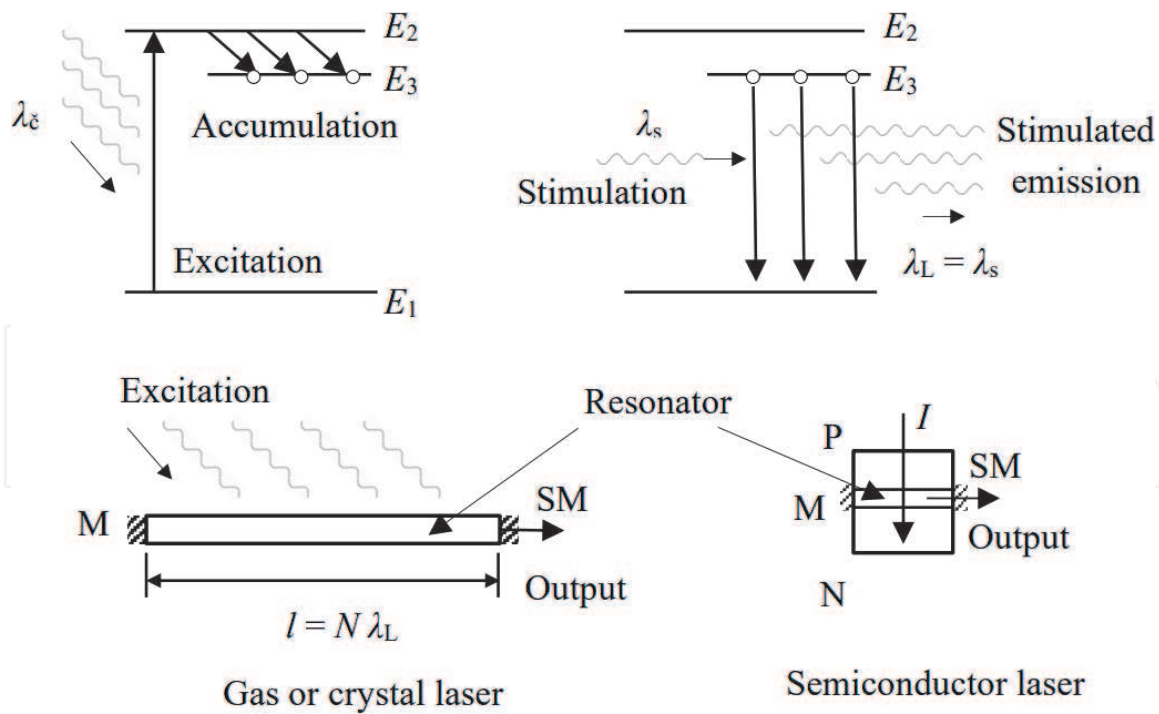 E2
E3
λč
Accumulation
Excitation
E1
E2
E3
λs
Stimulation
Stimulated
emission
λL = λs
Excitation
Resonator
M
SM
Output
l = N λL
Gas or crystal laser
P
I
M
SM
Output
N
Semiconductor laser